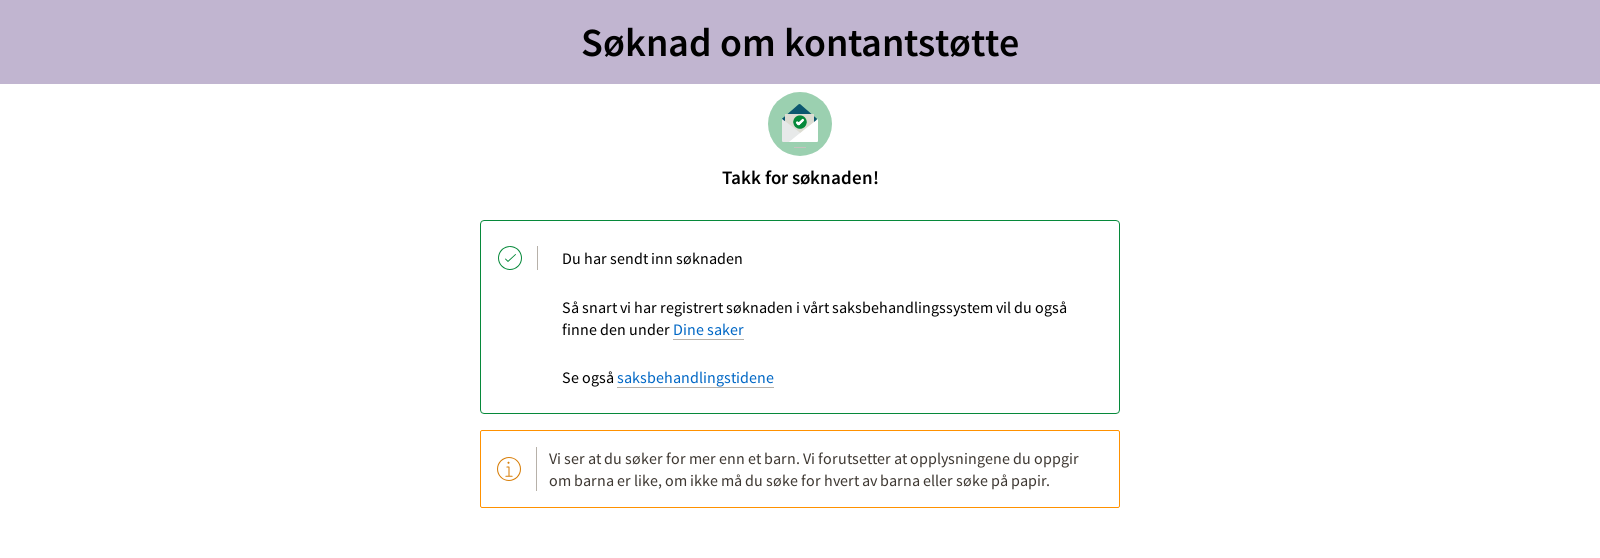 Søknad om kontantstøtte
Takk for søknaden!
Du har sendt inn søknaden
Så snart vi har registrert søknaden i vårt saksbehandlingssystem vil du også
finne den under Dine saker
Se også saksbehandlingstidene
Vi ser at du søker for mer enn et barn. Vi forutsetter at opplysningene du oppgir
om barna er like, om ikke må du søke for hvert av barna eller søke på papir.